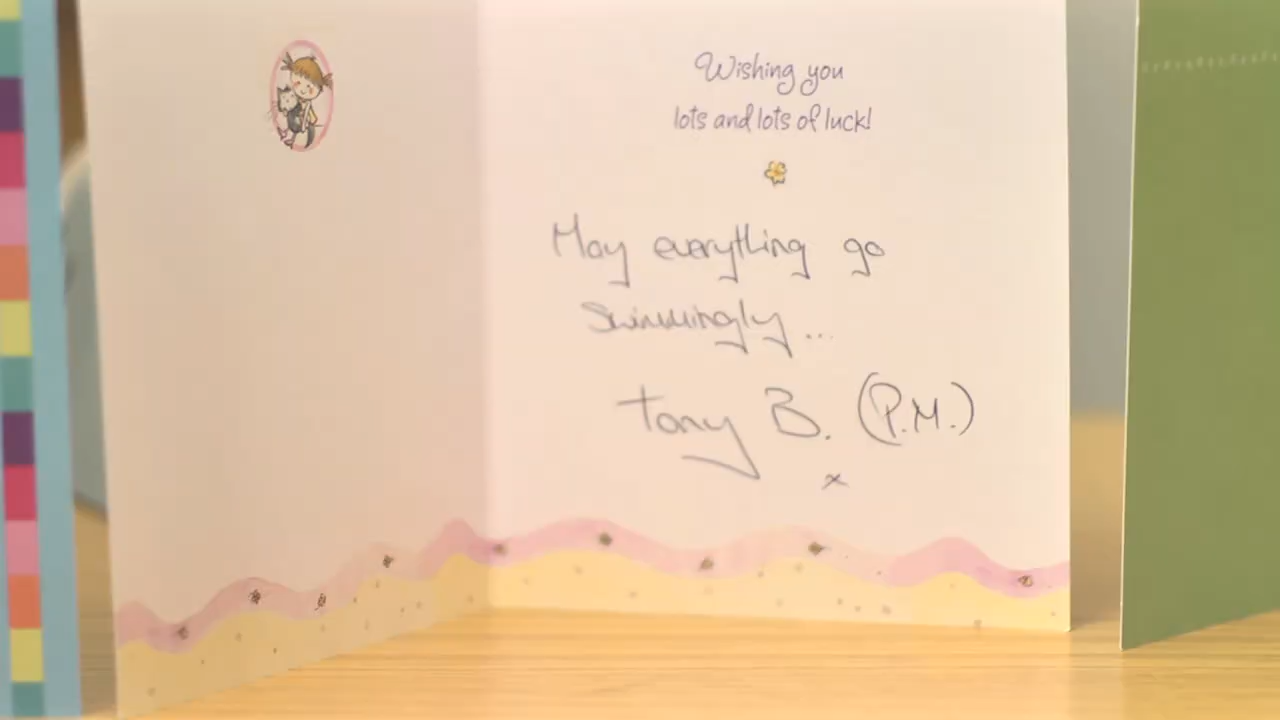 Wishing you
lots and lots of luck!
May everything go
Swimmingly...
Tony B. (P.M.)
x